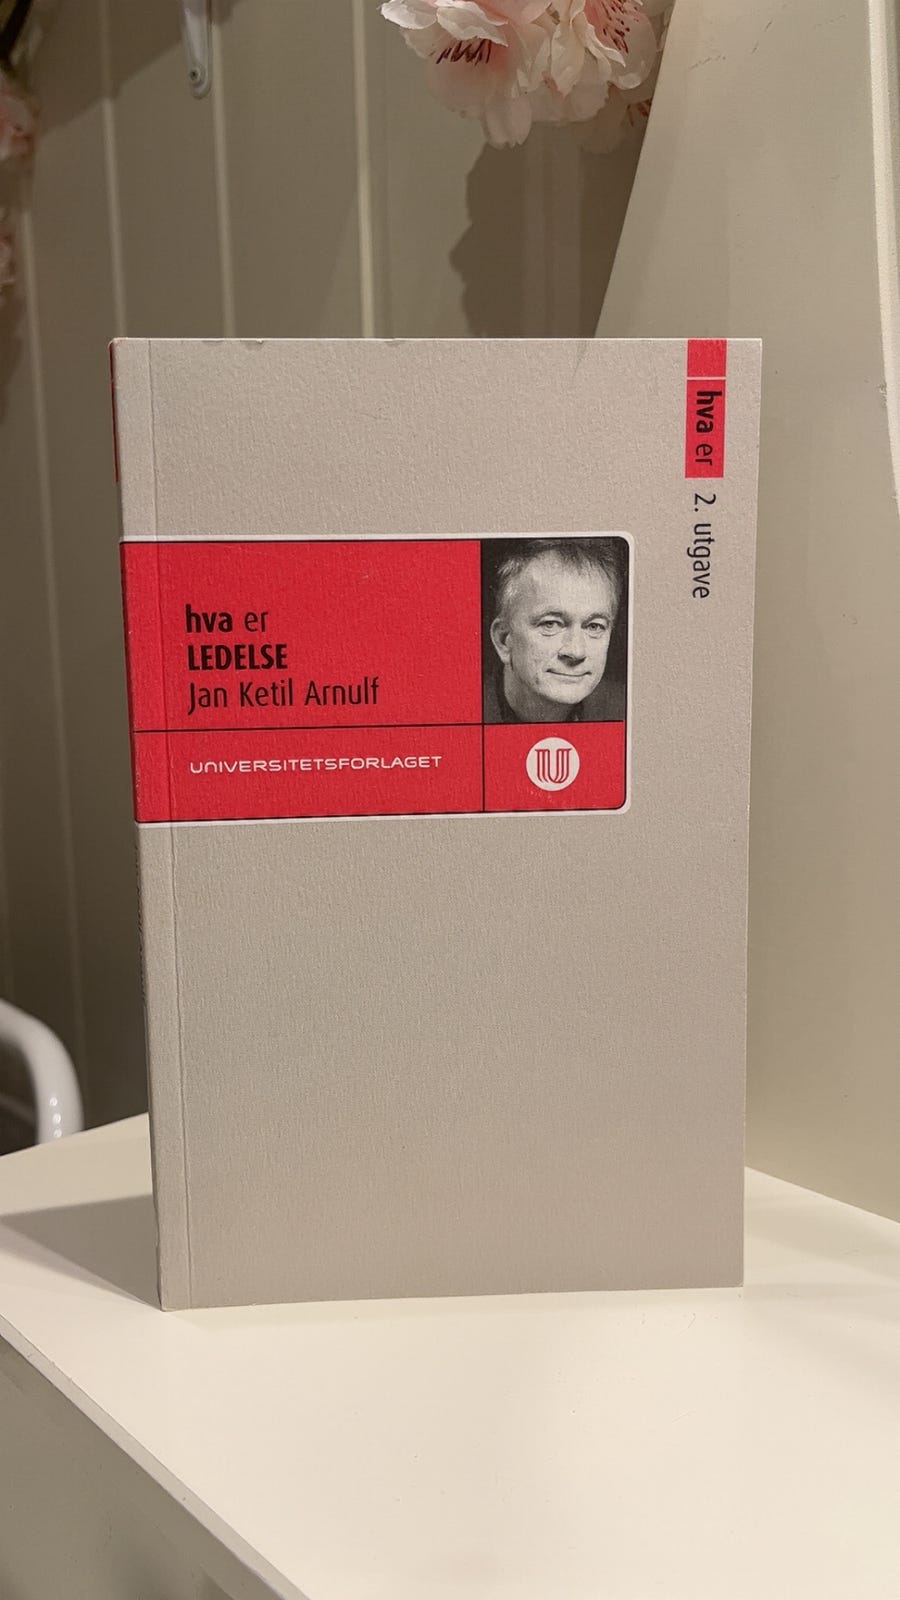 hva er 2. utgave
hva er
LEDELSE
Jan Ketil Arnulf
UNIVERSITETSFORLAGET
U